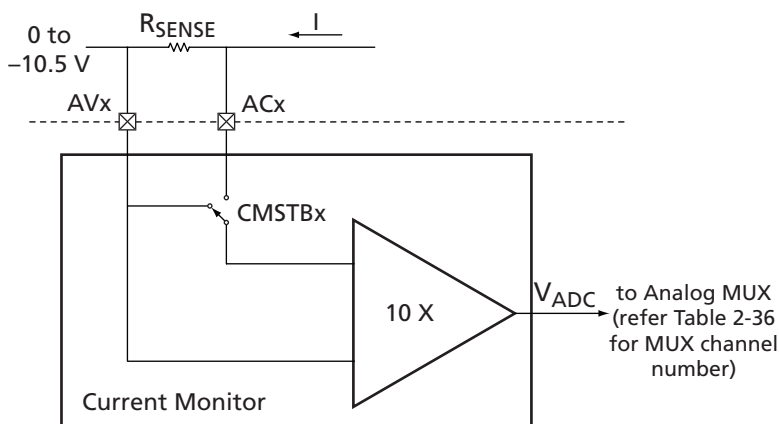 0 to
–10.5 V
RSENSE
I
AVx
ACx
CMSTBx
10 X
VADC
to Analog MUX
(refer Table 2-36
for MUX channel
number)
Current Monitor